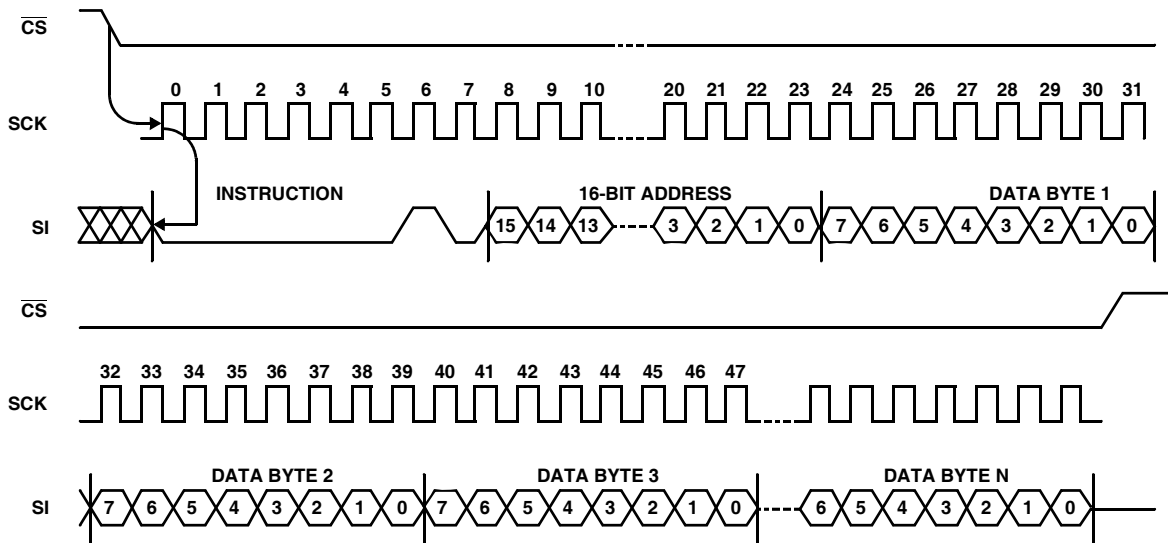 CS
0 1 2 3 4 5 6 7 8 9 10 20 21 22 23 24 25 26 27 28 29 30 31
SCK
INSTRUCTION 16-BIT ADDRESS DATA BYTE 1
SI 15 14 13 3 2 1 0 7 6 5 4 3 2 1 0
CS
32 33 34 35 36 37 38 39 40 41 42 43 44 45 46 47
SCK
DATA BYTE 2 DATA BYTE 3 DATA BYTE N
SI 7 6 5 4 3 2 1 0 7 6 5 4 3 2 1 0 6 5 4 3 2 1 0